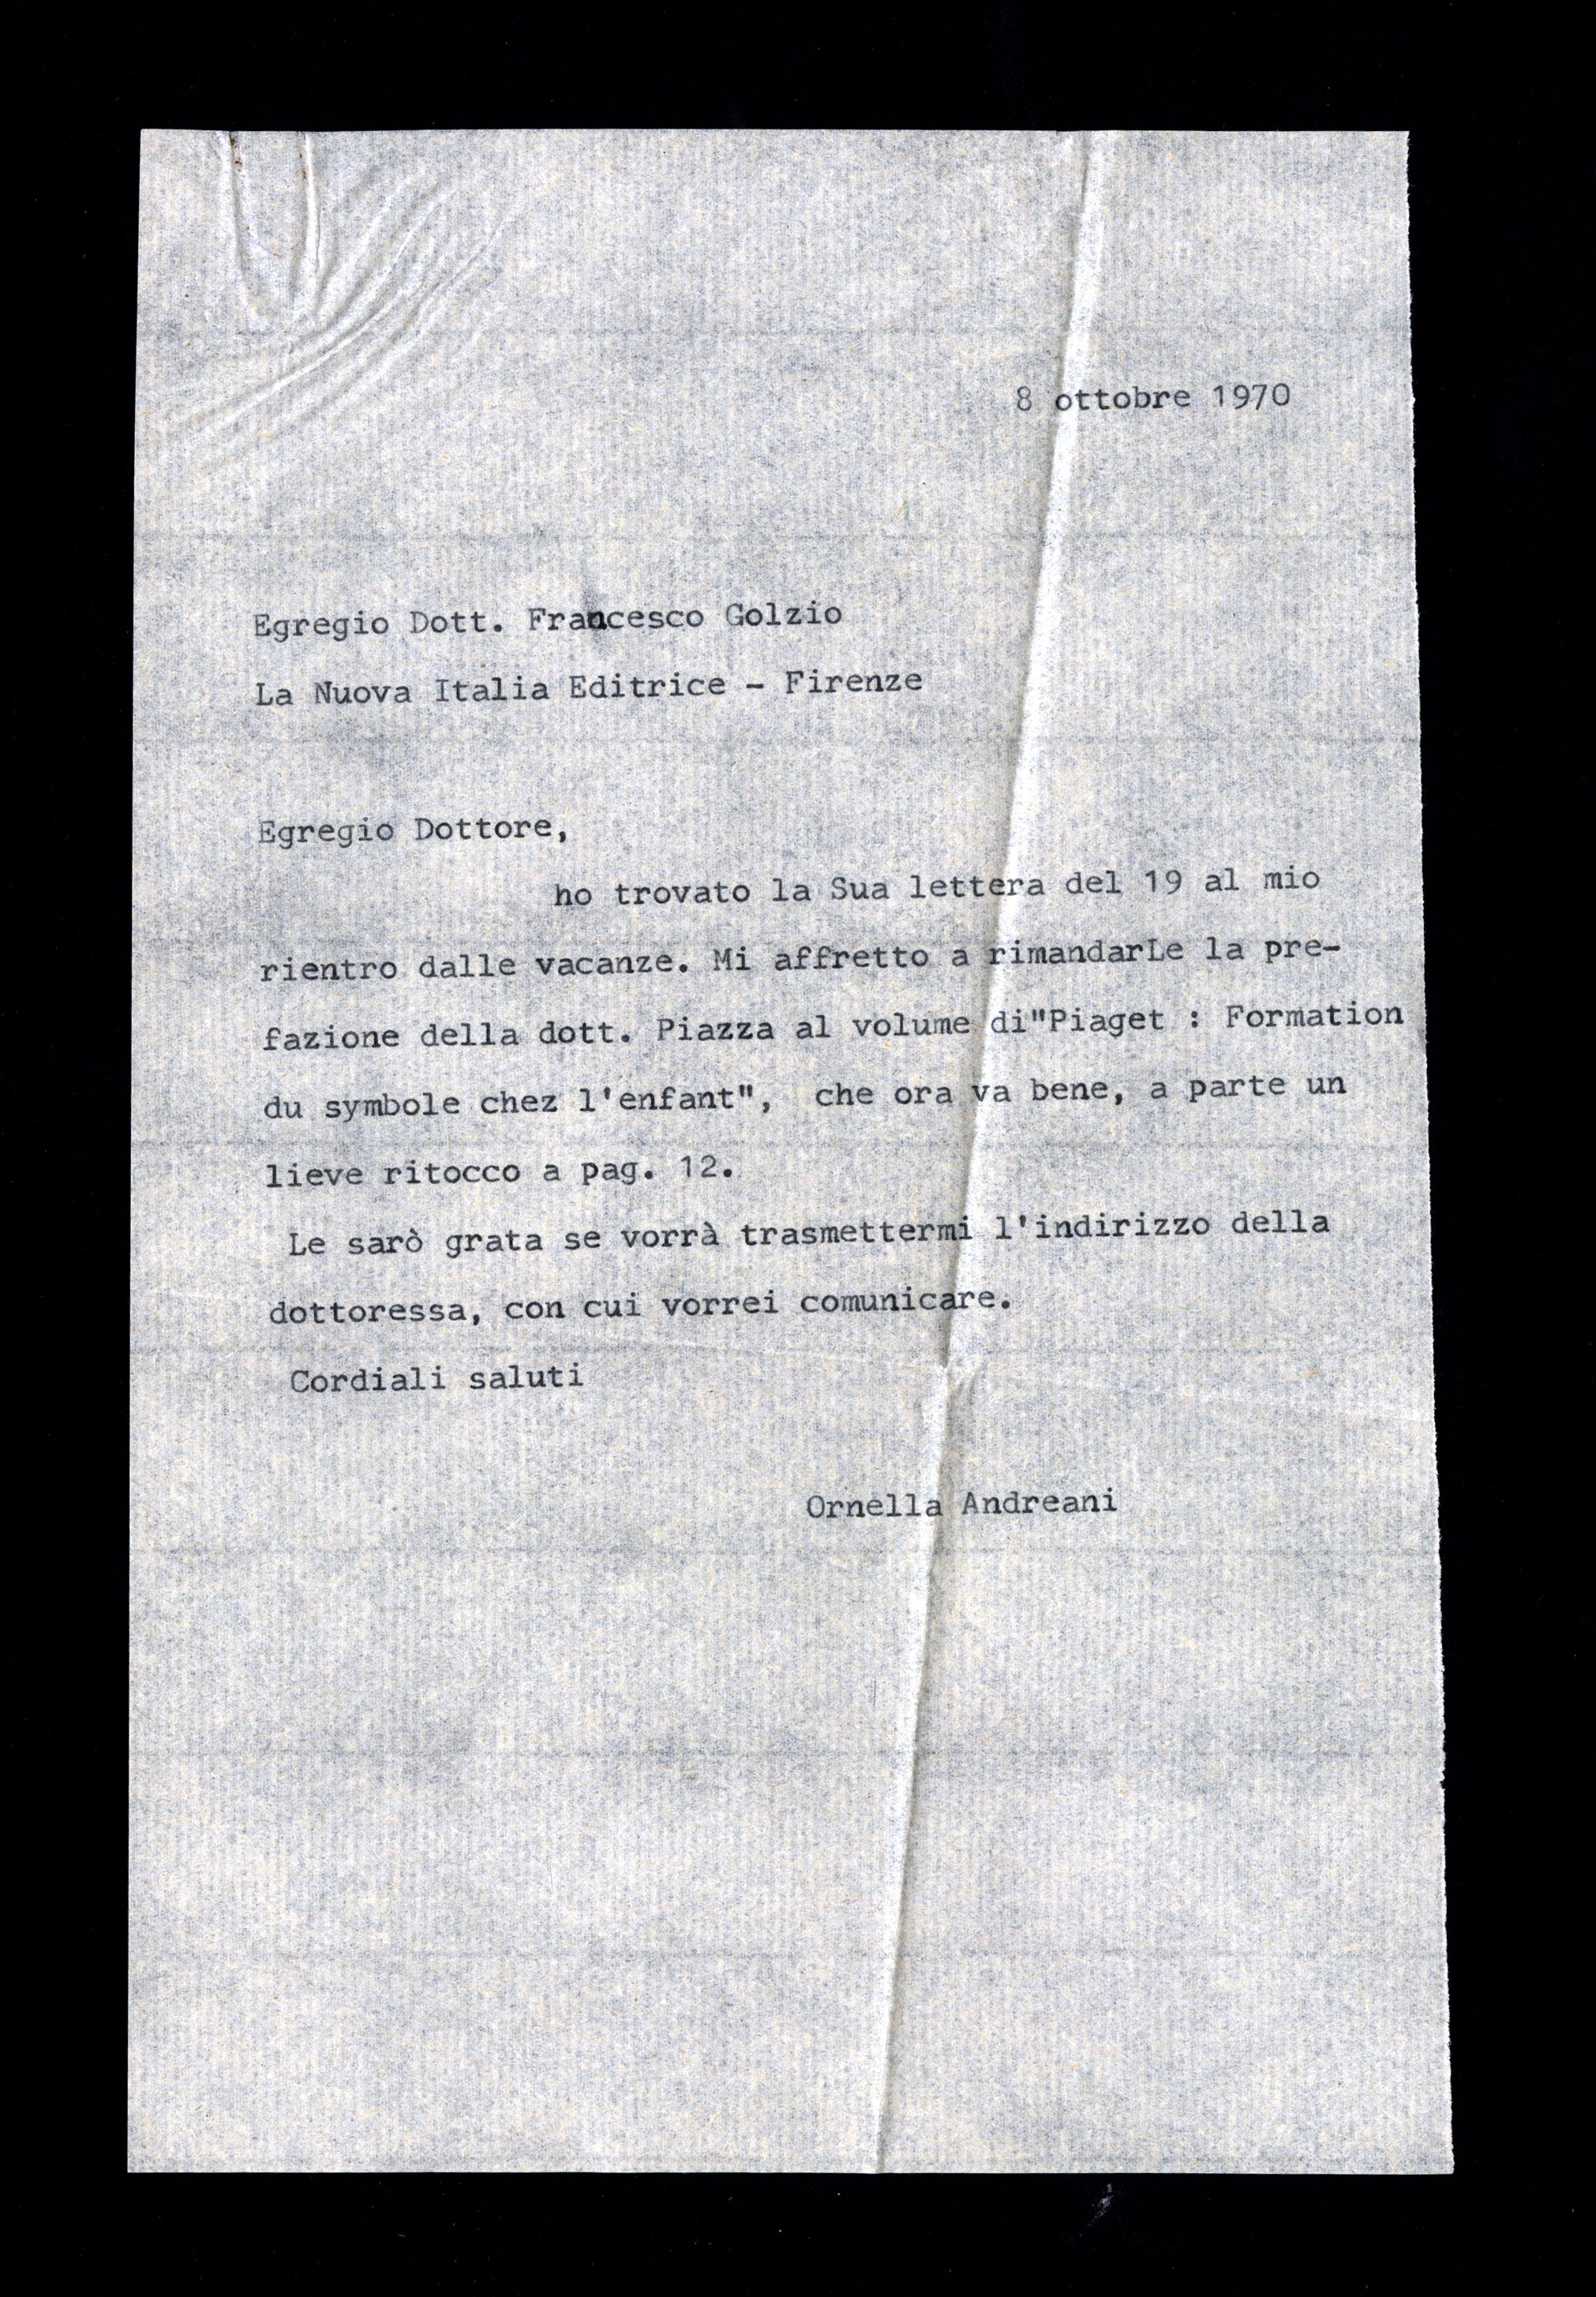 8 ottobre 1970
Egregio Dott. Francesco Golzio
La Nuova Italia Editrice - Firenze
Egregio Dottore,
ho trovato la Sua lettera del 19 al mio
rientro dalle vacanze. Mi affretto a rimandarLe la pre-
fazione della dott. Piazza al volume di"Piaget : Formation
du symbole chez l'enfant", che ora va bene, a parte un
lieve ritocco a pag. 12.
Le sarò grata se vorrà trasmettermi l'indirizzo della
dottoressa, con cui vorrei comunicare.
Cordiali saluti
Ornella Andreani